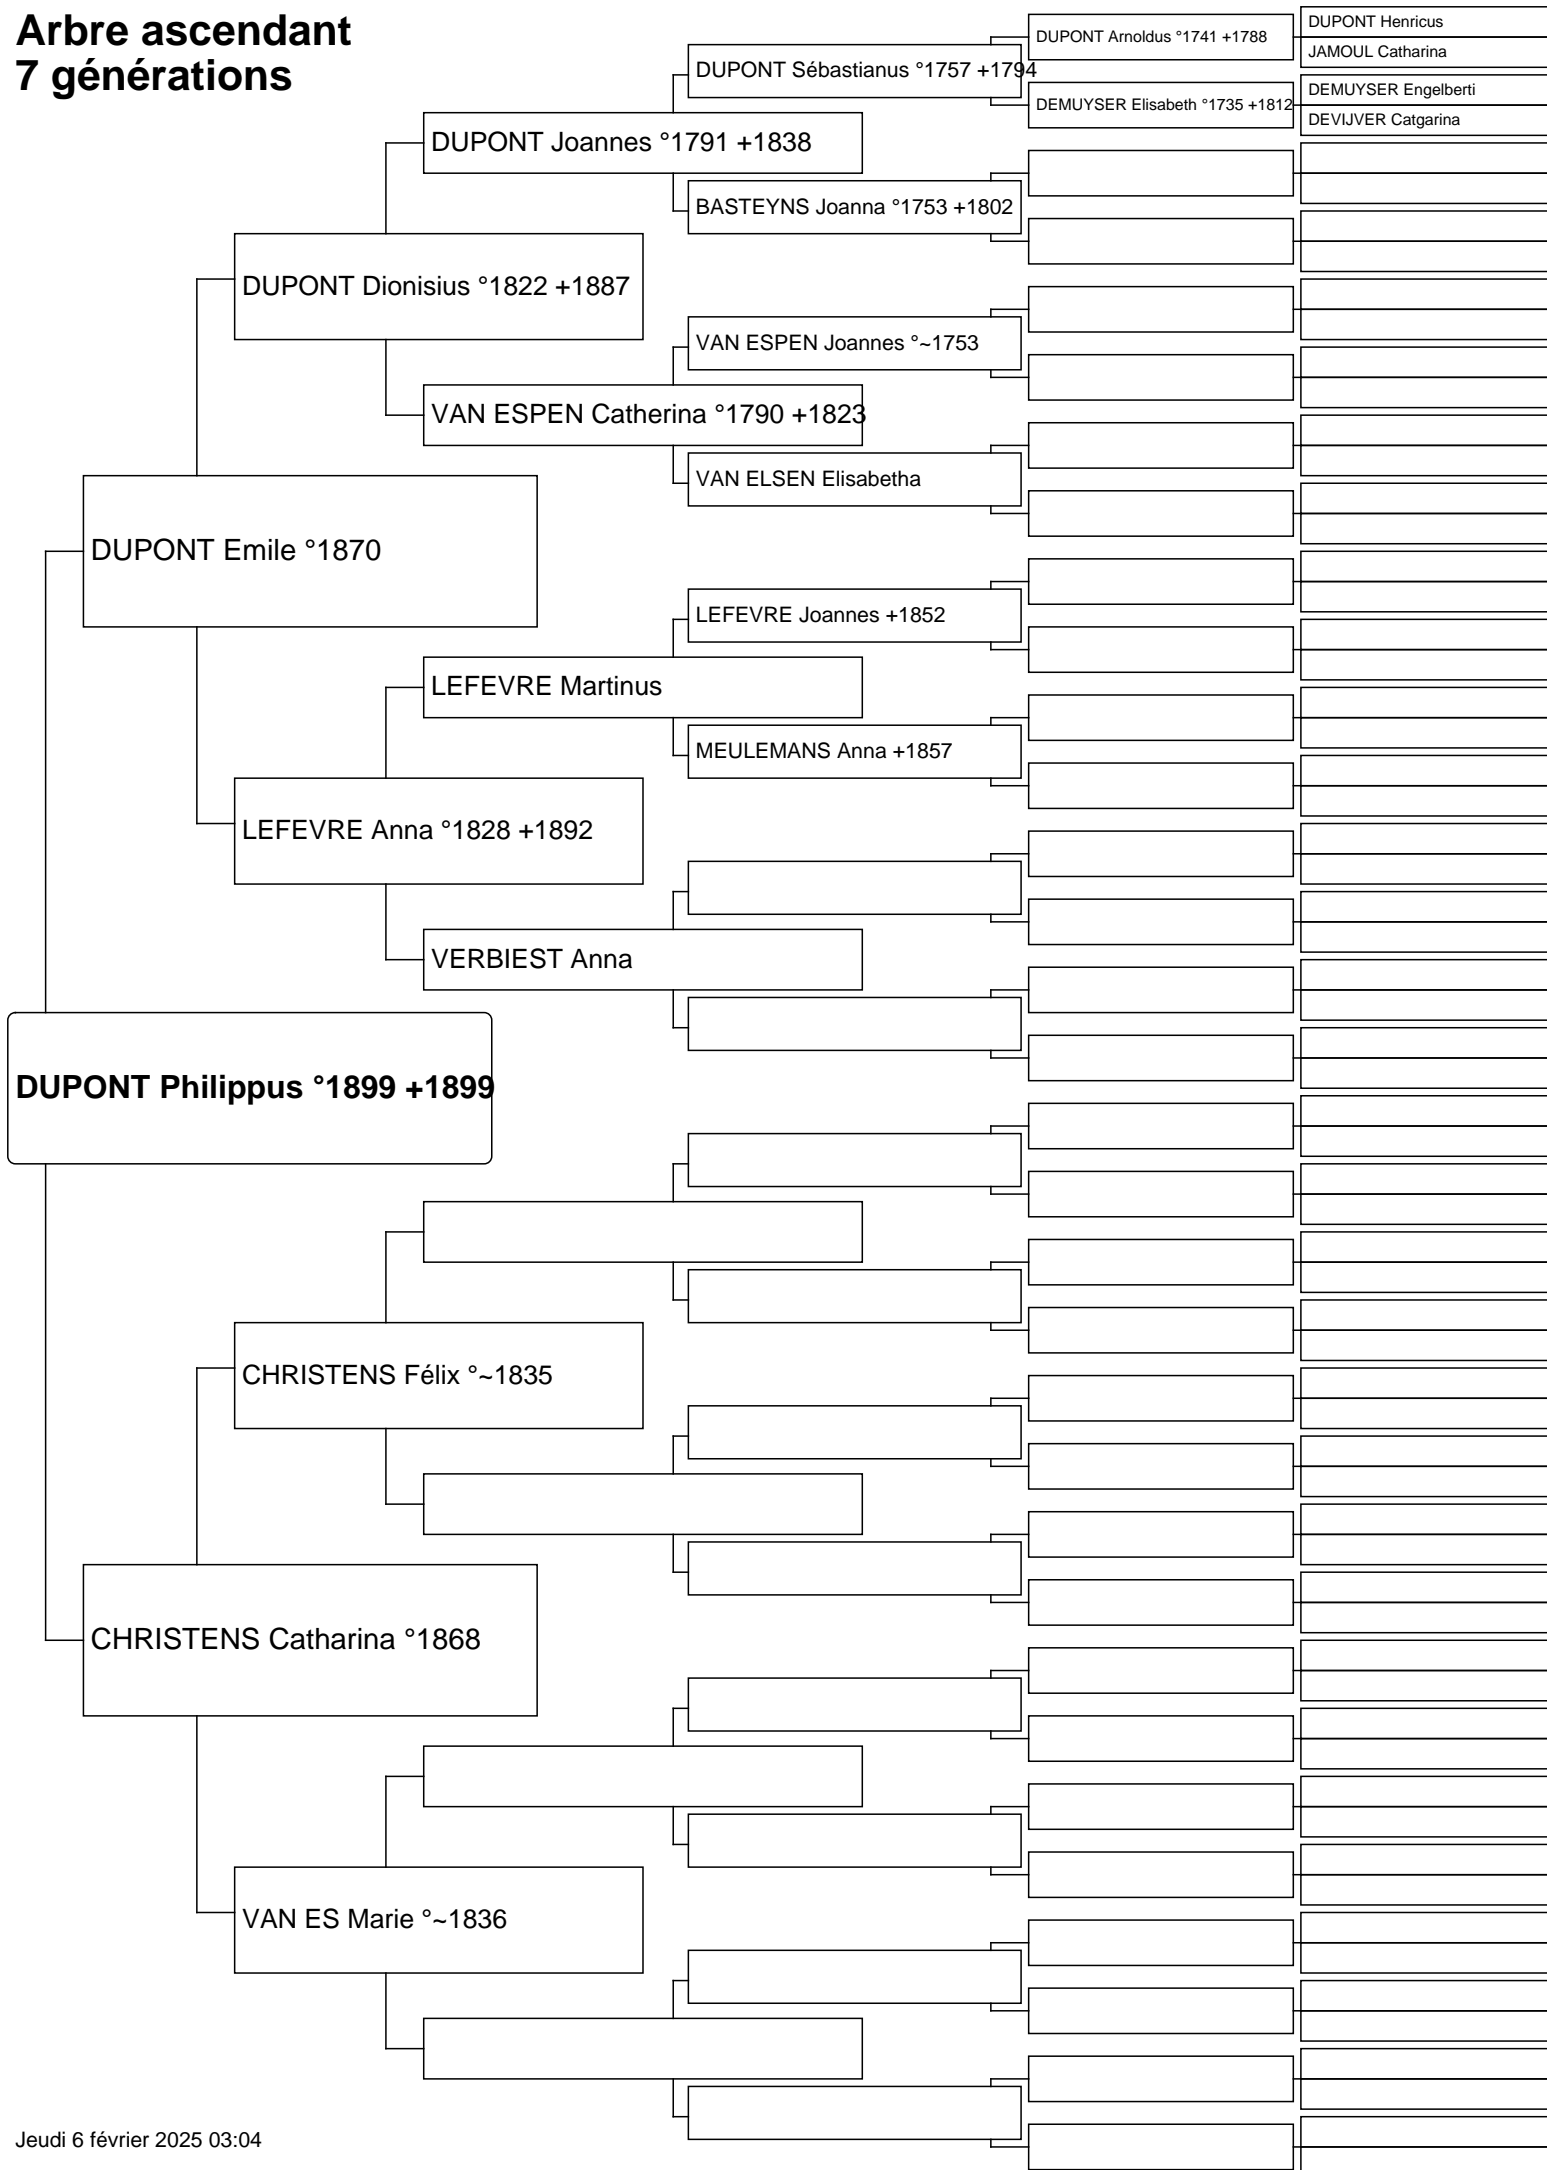 Arbre ascendant
7 générations
DUPONT Henricus
DUPONT Arnoldus °1741 +1788
JAMOUL Catharina
DUPONT Sébastianus °1757 +1794
DEMUYSER Engelberti
DEMUYSER Elisabeth °1735 +1812
DEVIJVER Catgarina
DUPONT Joannes °1791 +1838
BASTEYNS Joanna °1753 +1802
DUPONT Dionisius °1822 +1887
VAN ESPEN Joannes °~1753
VAN ESPEN Catherina °1790 +1823
VAN ELSEN Elisabetha
DUPONT Emile °1870
LEFEVRE Joannes +1852
LEFEVRE Martinus
MEULEMANS Anna +1857
LEFEVRE Anna °1828 +1892
VERBIEST Anna
DUPONT Philippus °1899 +1899
CHRISTENS Félix °~1835
CHRISTENS Catharina °1868
VAN ES Marie °~1836
Jeudi 6 février 2025 03:04